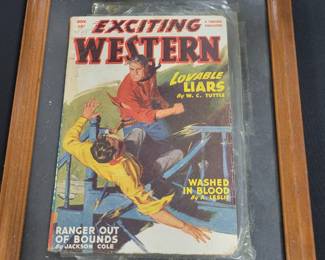 EXCITING
WESTERN
LOVABLE
LIARS
By W. C. TUTTLE
WASHED
IN BLOOD
By A. LESLIE
RANGER OUT
OF BOUNDS
By JACKSON COLE